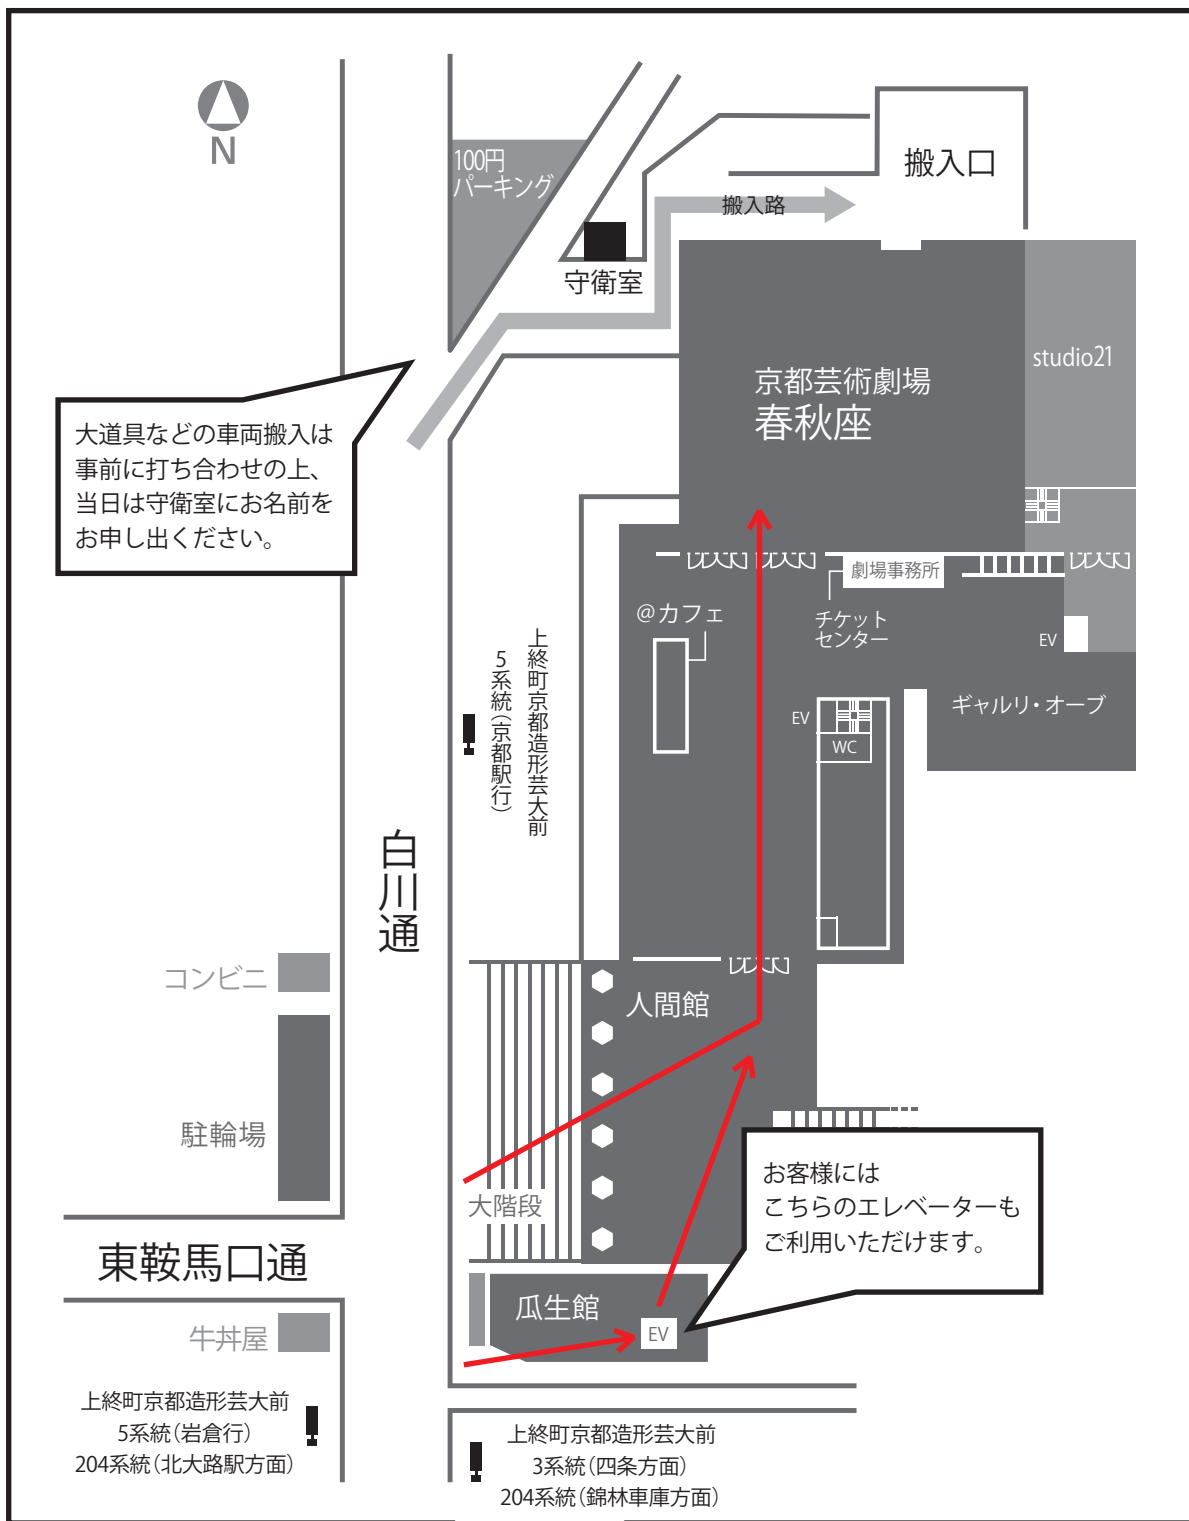 N
100円
パーキング
搬入口
搬入路
守衛室
studio21
京都芸術劇場
春秋座
大道具などの車両搬入は
事前に打ち合わせの上、
当日は守衛室にお名前を
お申し出ください。
劇場事務所
@カフェ
チケット
センター
EV
上終町京都造形芸大前
5系統(京都駅行)
ギャルリ・オーブ
EV
WC
白川通
コンビニ
人間館
駐輪場
大階段
お客様には
こちらのエレベーターも
ご利用いただけます。
東鞍馬口通
瓜生館
EV
牛丼屋
上終町京都造形芸大前
5系統(岩倉行)
204系統(北大路駅方面)
上終町京都造形芸大前
3系統(四条方面)
204系統(錦林車庫方面)